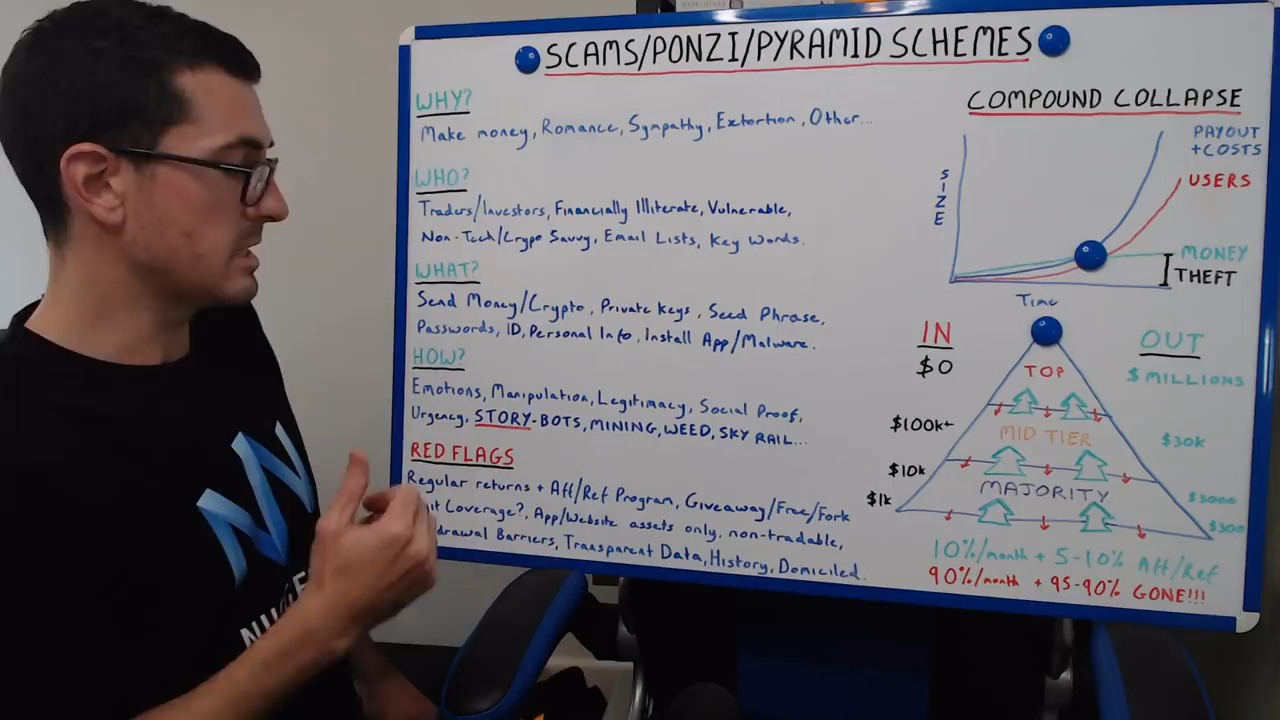 SCAMS/PONZI/PYRAMID SCHEMES
WHY?
Make money, Romance, Sympathy, Extortion, Other...
WHO?
Traders/Investors, Financially Illiterate, Vulnerable,
Non-Tech/Crypo Savvy, Email Lists, Key Words.
WHAT?
Send Money/Crypto, Private Keys, Seed Phrase,
Passwords, ID, Personal Info, Install App/Malware.
HOW?
Emotions, Manipulation, Legitimacy, Social Proof,
Urgency, STORY-BOTS, MINING, WEED, SKY RAIL...
RED FLAGS
Regular returns + Aff/Ref Program, Giveaway/Free/Fork
Coverage?, App/Website assets only, non-tradable,
Barriers, Transparent Data, History, Domiciled.
COMPOUND COLLAPSE
SIZE
PAYOUT
+COSTS
USERS
MONEY
THEFT
Time
IN
OUT
$0
TOP
$MILLIONS
$100k+
MID TIER
$30k
$10k
MAJORITY
$3000
$1k
$300
10%/month + 5-10% Aff/Ref
90%/month + 95-90% GONE!!!